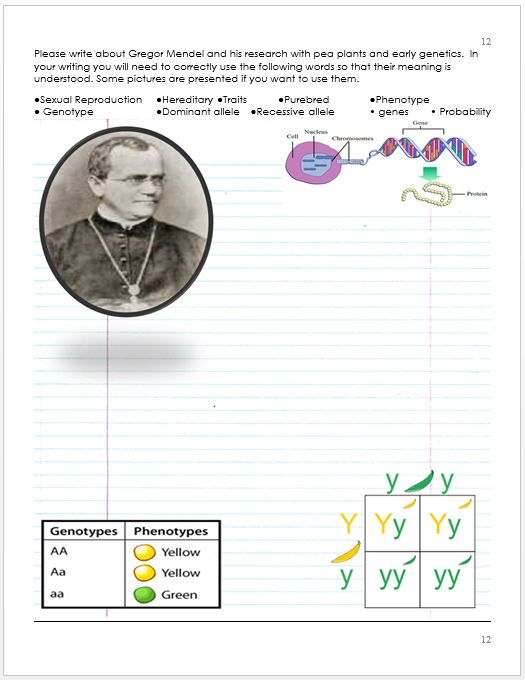 12
Please write about Gregor Mendel and his research with pea plants and early genetics. In
your writing you will need to correctly use the following words so that their meaning is
understood. Some pictures are presented if you want to use them.
•Sexual Reproduction •Hereditary •Traits •Purebred •Phenotype
• Genotype •Dominant allele •Recessive allele • genes • Probability
Gene
Nucleus
Cell Chromosomes
Protein
y y
Y Yy Yy
y yy yy
Genotypes Phenotypes
AA Yellow
Aa Yellow
aa Green
12